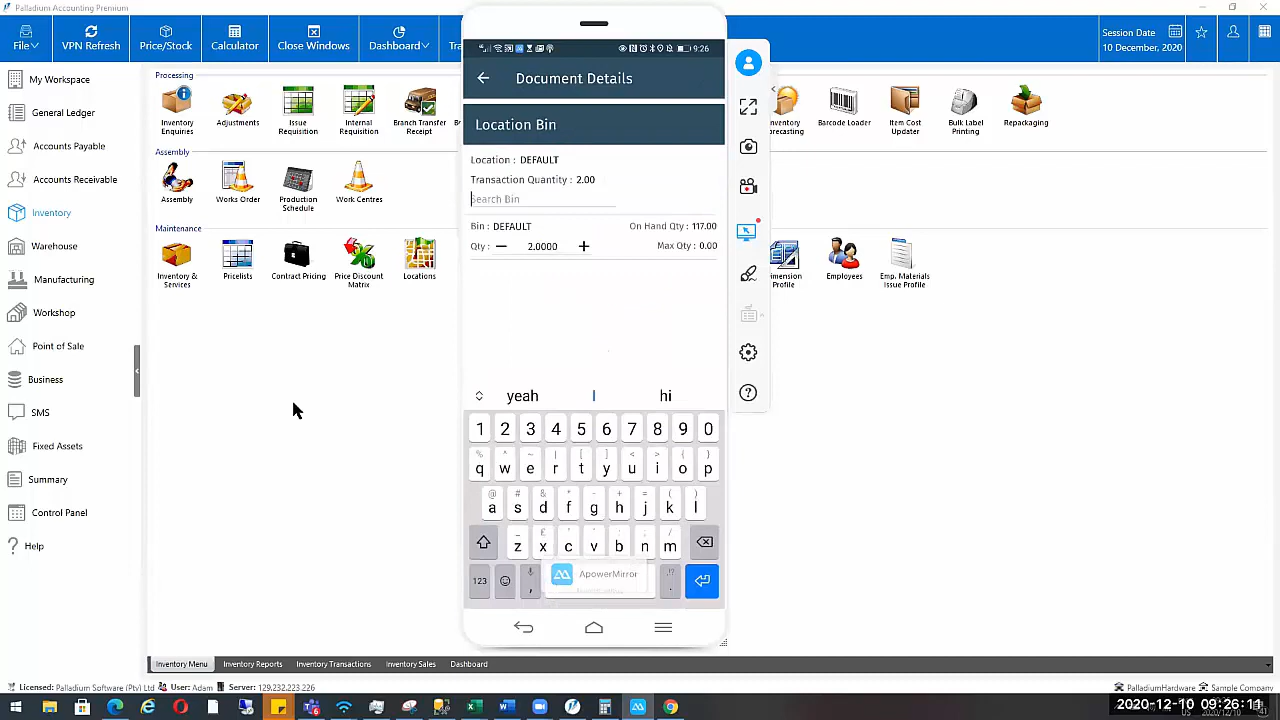 Palladium Accounting Premium
VPN Refresh
Price/Stock
Calculator
Close Windows
Dashboard
Session Date
10 December, 2020
My Workspace
General Ledger
Accounts Payable
Accounts Receivable
Inventory
Warehouse
Manufacturing
Workshop
Point of Sale
Business
SMS
Fixed Assets
Summary
Control Panel
Help
Processing
Inventory Enquiries
Adjustments
Issue Requisition
Internal Requisition
Branch Transfer Receipt
Barcode Loader
Item Cost Updater
Bulk Label Printing
Repackaging
Assembly
Assembly
Works Order
Production Schedule
Work Centres
Maintenance
Inventory & Services
Pricelists
Contract Pricing
Price Discount Matrix
Locations
Employees
Emp. Materials Issue Profile
9:26
Document Details
Location Bin
Location : DEFAULT
Transaction Quantity : 2.00
Search Bin
Bin : DEFAULT
On Hand Qty : 117.00
Qty : − 2.0000 +
Max Qty : 0.00
yeah I hi
1 2 3 4 5 6 7 8 9 0
q w e r t y u i o p
a s d f g h j k l
z x c v b n m
123
ApowerMirror
Inventory Menu
Inventory Reports
Inventory Transactions
Inventory Sales
Dashboard
Licensed: Palladium Software (Pty) Ltd
User: Adam
Server: 129.232.223.226
PalladiumHardware
Sample Company
2020-12-10 09:26:11